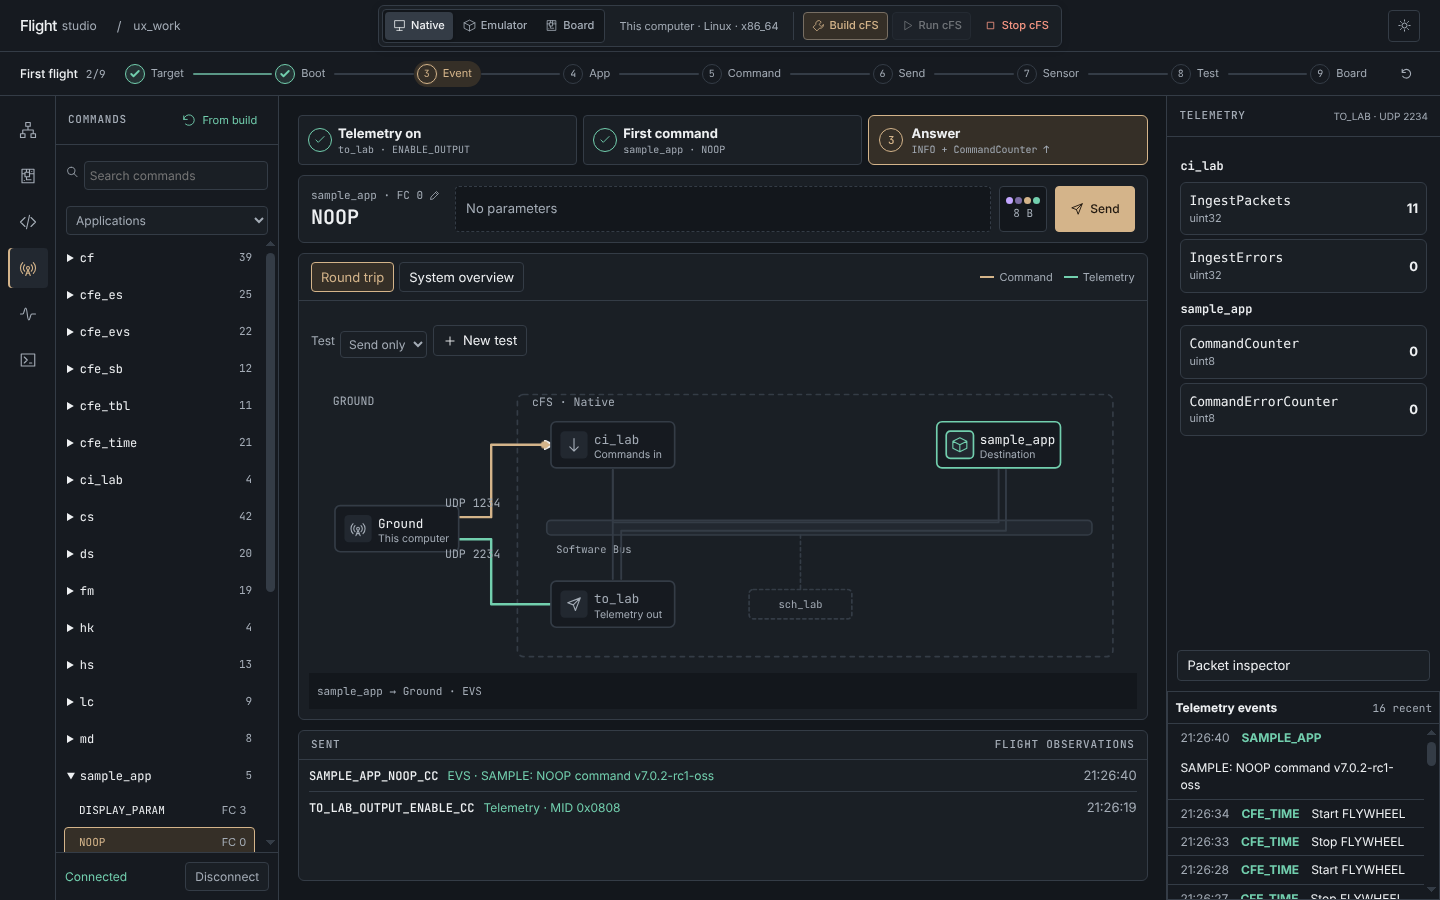 Flight studio / ux_work
Native Emulator Board This computer · Linux · x86_64 Build cFS Run cFS Stop cFS
First flight 2/9 Target Boot 3 Event 4 App 5 Command 6 Send 7 Sensor 8 Test 9 Board
COMMANDS From build
Search commands
Applications
cf 39
cfe_es 25
cfe_evs 22
cfe_sb 12
cfe_tbl 11
cfe_time 21
ci_lab 4
cs 42
ds 20
fm 19
hk 4
hs 13
lc 9
md 8
sample_app 5
DISPLAY_PARAM FC 3
NOOP FC 0
Connected Disconnect
Telemetry on
to_lab · ENABLE_OUTPUT
First command
sample_app · NOOP
3 Answer
INFO + CommandCounter ↑
sample_app · FC 0
NOOP
No parameters
8 B
Send
Round trip System overview Command Telemetry
Test Send only + New test
GROUND
cFS · Native
ci_lab
Commands in
sample_app
Destination
UDP 1234
Ground
This computer
UDP 2234
Software Bus
to_lab
Telemetry out
sch_lab
sample_app → Ground · EVS
SENT FLIGHT OBSERVATIONS
SAMPLE_APP_NOOP_CC EVS · SAMPLE: NOOP command v7.0.2-rc1-oss 21:26:40
TO_LAB_OUTPUT_ENABLE_CC Telemetry · MID 0x0808 21:26:19
TELEMETRY TO_LAB · UDP 2234
ci_lab
IngestPackets 11
uint32
IngestErrors 0
uint32
sample_app
CommandCounter 0
uint8
CommandErrorCounter 0
uint8
Packet inspector
Telemetry events 16 recent
21:26:40 SAMPLE_APP
SAMPLE: NOOP command v7.0.2-rc1-
oss
21:26:34 CFE_TIME Start FLYWHEEL
21:26:33 CFE_TIME Stop FLYWHEEL
21:26:28 CFE_TIME Start FLYWHEEL
21:26:27 CFE_TIME Stop FLYWHEEL